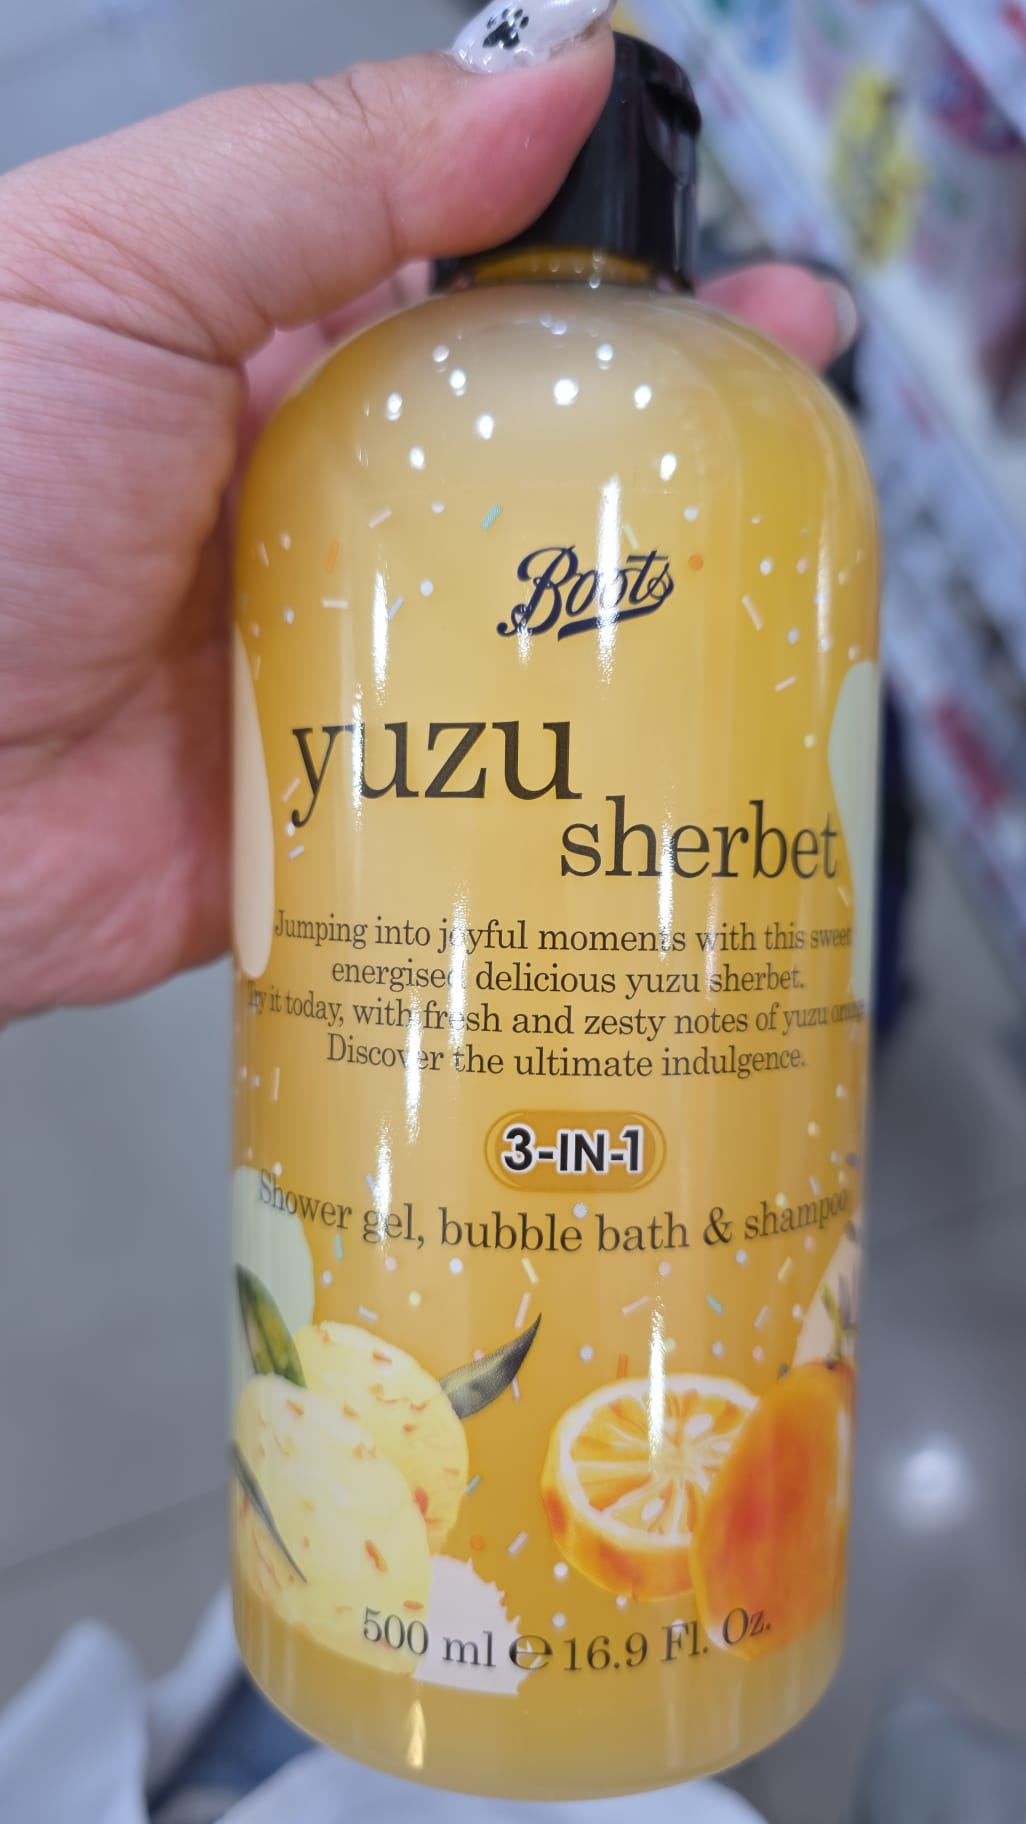 Boots
yuzu
sherbet
Jumping into joyful moments with this sweet
energised delicious yuzu sherbet.
Try it today, with fresh and zesty notes of yuzu orange.
Discover the ultimate indulgence.
3-IN-1
Shower gel, bubble bath & shampoo
500 ml ℮ 16.9 Fl. Oz.